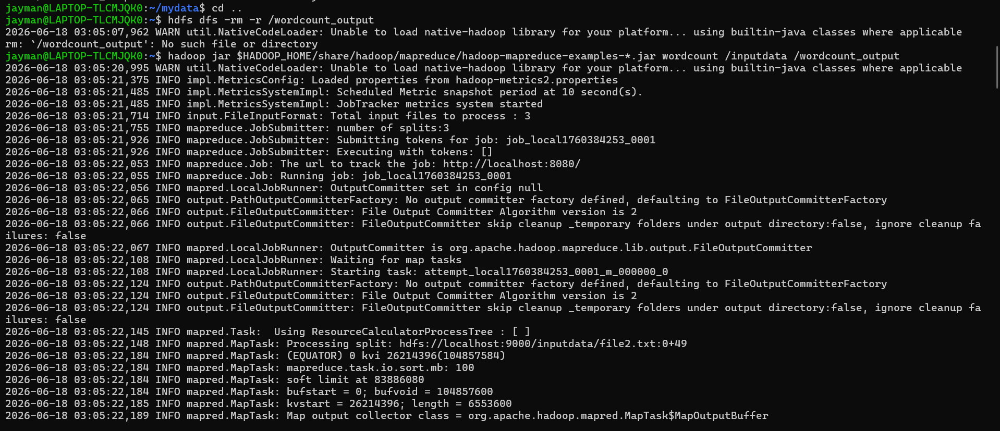 jayman@LAPTOP-TLCMJQK0:~/mydata$ cd ..
jayman@LAPTOP-TLCMJQK0:~$ hdfs dfs -rm -r /wordcount_output
2026-06-18 03:05:07,962 WARN util.NativeCodeLoader: Unable to load native-hadoop library for your platform... using builtin-java classes where applicable
rm: `/wordcount_output': No such file or directory
jayman@LAPTOP-TLCMJQK0:~$ hadoop jar $HADOOP_HOME/share/hadoop/mapreduce/hadoop-mapreduce-examples-*.jar wordcount /inputdata /wordcount_output
2026-06-18 03:05:20,995 WARN util.NativeCodeLoader: Unable to load native-hadoop library for your platform... using builtin-java classes where applicable
2026-06-18 03:05:21,375 INFO impl.MetricsConfig: Loaded properties from hadoop-metrics2.properties
2026-06-18 03:05:21,485 INFO impl.MetricsSystemImpl: Scheduled Metric snapshot period at 10 second(s).
2026-06-18 03:05:21,485 INFO impl.MetricsSystemImpl: JobTracker metrics system started
2026-06-18 03:05:21,714 INFO input.FileInputFormat: Total input files to process : 3
2026-06-18 03:05:21,755 INFO mapreduce.JobSubmitter: number of splits:3
2026-06-18 03:05:21,926 INFO mapreduce.JobSubmitter: Submitting tokens for job: job_local1760384253_0001
2026-06-18 03:05:21,926 INFO mapreduce.JobSubmitter: Executing with tokens: []
2026-06-18 03:05:22,053 INFO mapreduce.Job: The url to track the job: http://localhost:8080/
2026-06-18 03:05:22,055 INFO mapreduce.Job: Running job: job_local1760384253_0001
2026-06-18 03:05:22,056 INFO mapred.LocalJobRunner: OutputCommitter set in config null
2026-06-18 03:05:22,065 INFO output.PathOutputCommitterFactory: No output committer factory defined, defaulting to FileOutputCommitterFactory
2026-06-18 03:05:22,066 INFO output.FileOutputCommitter: File Output Committer Algorithm version is 2
2026-06-18 03:05:22,066 INFO output.FileOutputCommitter: FileOutputCommitter skip cleanup _temporary folders under output directory:false, ignore cleanup fa
ilures: false
2026-06-18 03:05:22,067 INFO mapred.LocalJobRunner: OutputCommitter is org.apache.hadoop.mapreduce.lib.output.FileOutputCommitter
2026-06-18 03:05:22,108 INFO mapred.LocalJobRunner: Waiting for map tasks
2026-06-18 03:05:22,108 INFO mapred.LocalJobRunner: Starting task: attempt_local1760384253_0001_m_000000_0
2026-06-18 03:05:22,124 INFO output.PathOutputCommitterFactory: No output committer factory defined, defaulting to FileOutputCommitterFactory
2026-06-18 03:05:22,124 INFO output.FileOutputCommitter: File Output Committer Algorithm version is 2
2026-06-18 03:05:22,124 INFO output.FileOutputCommitter: FileOutputCommitter skip cleanup _temporary folders under output directory:false, ignore cleanup fa
ilures: false
2026-06-18 03:05:22,145 INFO mapred.Task:  Using ResourceCalculatorProcessTree : [ ]
2026-06-18 03:05:22,148 INFO mapred.MapTask: Processing split: hdfs://localhost:9000/inputdata/file2.txt:0+49
2026-06-18 03:05:22,184 INFO mapred.MapTask: (EQUATOR) 0 kvi 26214396(104857584)
2026-06-18 03:05:22,184 INFO mapred.MapTask: mapreduce.task.io.sort.mb: 100
2026-06-18 03:05:22,184 INFO mapred.MapTask: soft limit at 83886080
2026-06-18 03:05:22,184 INFO mapred.MapTask: bufstart = 0; bufvoid = 104857600
2026-06-18 03:05:22,185 INFO mapred.MapTask: kvstart = 26214396; length = 6553600
2026-06-18 03:05:22,189 INFO mapred.MapTask: Map output collector class = org.apache.hadoop.mapred.MapTask$MapOutputBuffer